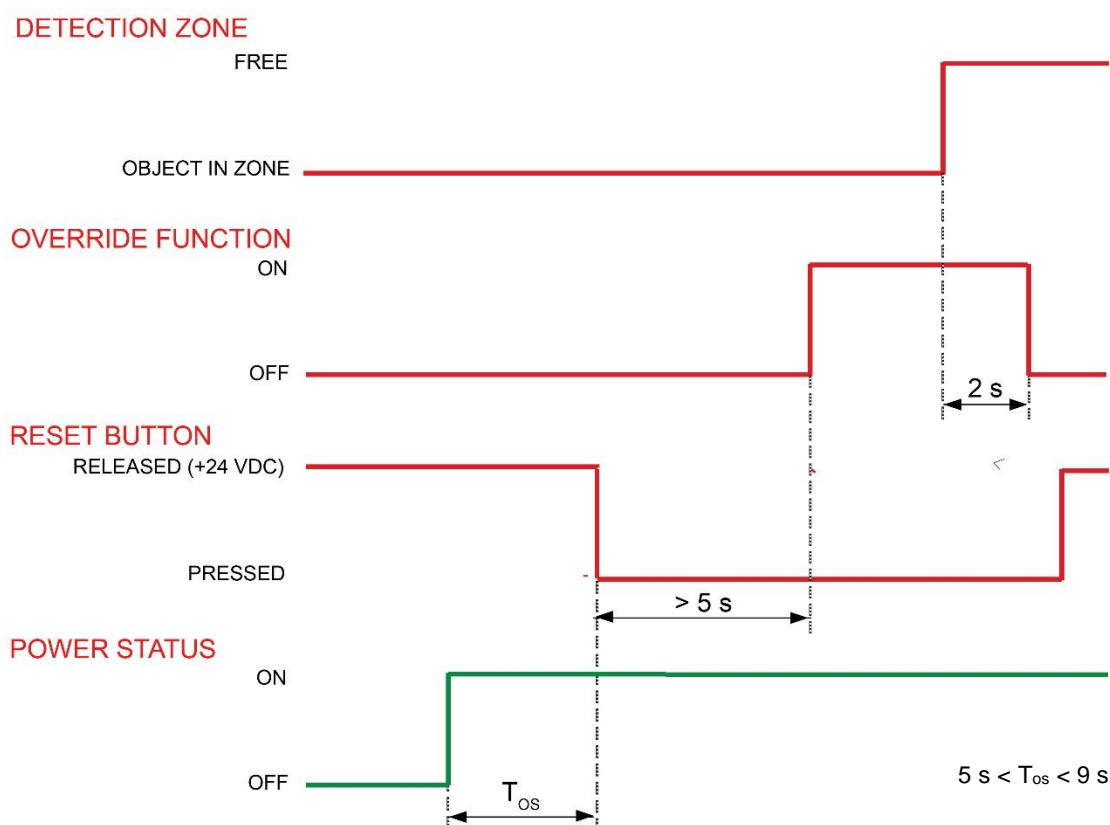 DETECTION ZONE
FREE
OBJECT IN ZONE
OVERRIDE FUNCTION
ON
OFF
2 s
RESET BUTTON
RELEASED (+24 VDC)
PRESSED
> 5 s
POWER STATUS
ON
OFF
Tos
5 s < Tos < 9 s